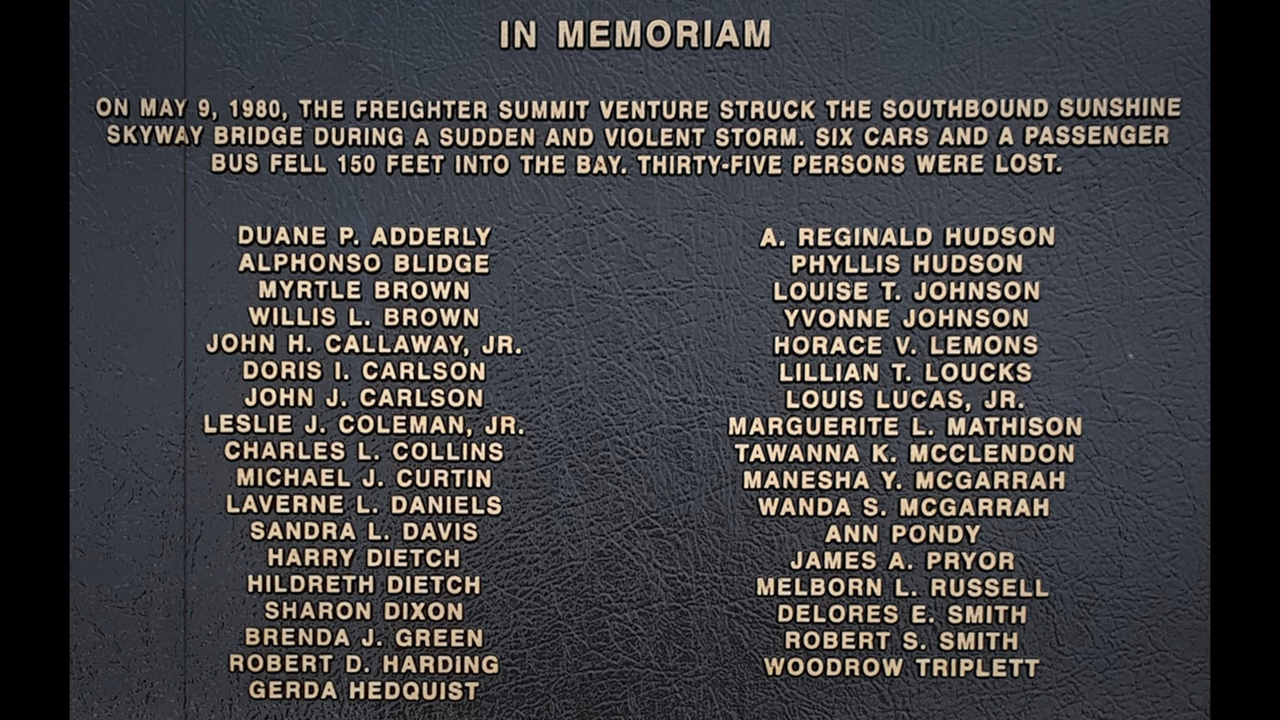 IN MEMORIAM
ON MAY 9, 1980, THE FREIGHTER SUMMIT VENTURE STRUCK THE SOUTHBOUND SUNSHINE
SKYWAY BRIDGE DURING A SUDDEN AND VIOLENT STORM. SIX CARS AND A PASSENGER
BUS FELL 150 FEET INTO THE BAY. THIRTY-FIVE PERSONS WERE LOST.
DUANE P. ADDERLY
ALPHONSO BLIDGE
MYRTLE BROWN
WILLIS L. BROWN
JOHN H. CALLAWAY, JR.
DORIS I. CARLSON
JOHN J. CARLSON
LESLIE J. COLEMAN, JR.
CHARLES L. COLLINS
MICHAEL J. CURTIN
LAVERNE L. DANIELS
SANDRA L. DAVIS
HARRY DIETCH
HILDRETH DIETCH
SHARON DIXON
BRENDA J. GREEN
ROBERT D. HARDING
GERDA HEDQUIST
A. REGINALD HUDSON
PHYLLIS HUDSON
LOUISE T. JOHNSON
YVONNE JOHNSON
HORACE V. LEMONS
LILLIAN T. LOUCKS
LOUIS LUCAS, JR.
MARGUERITE L. MATHISON
TAWANNA K. MCCLENDON
MANESHA Y. MCGARRAH
WANDA S. MCGARRAH
ANN PONDY
JAMES A. PRYOR
MELBORN L. RUSSELL
DELORES E. SMITH
ROBERT S. SMITH
WOODROW TRIPLETT